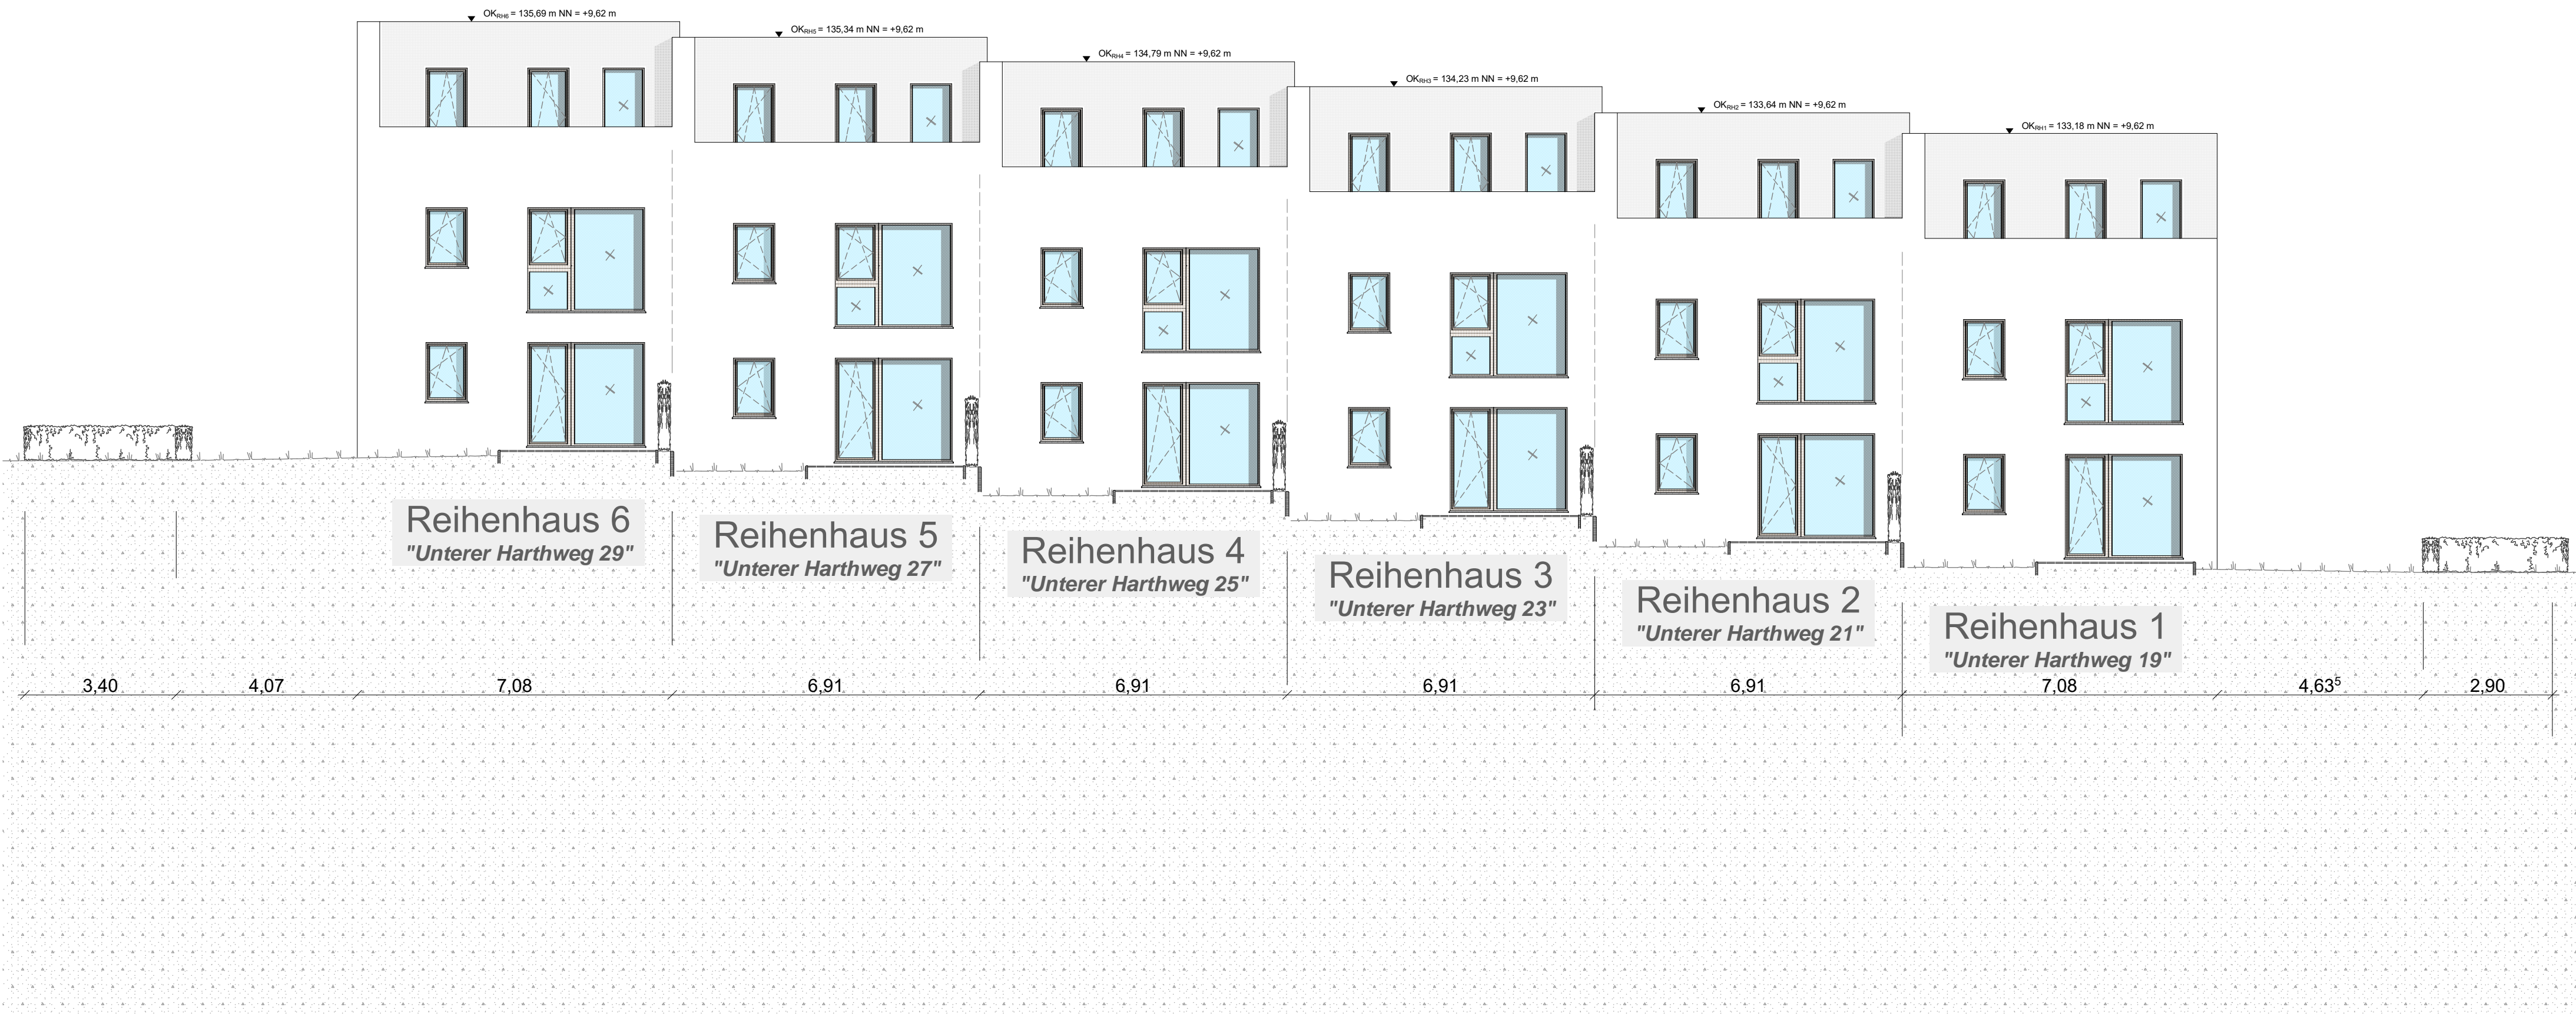 OKRH6 = 135,69 m NN = +9,62 m
OKRH5 = 135,34 m NN = +9,62 m
OKRH4 = 134,79 m NN = +9,62 m
OKRH3 = 134,23 m NN = +9,62 m
OKRH2 = 133,64 m NN = +9,62 m
OKRH1 = 133,18 m NN = +9,62 m
Reihenhaus 6
"Unterer Harthweg 29"
Reihenhaus 5
"Unterer Harthweg 27"
Reihenhaus 4
"Unterer Harthweg 25"
Reihenhaus 3
"Unterer Harthweg 23"
Reihenhaus 2
"Unterer Harthweg 21"
Reihenhaus 1
"Unterer Harthweg 19"
3,40 4,07 7,08 6,91 6,91 6,91 6,91 7,08 4,63⁵ 2,90